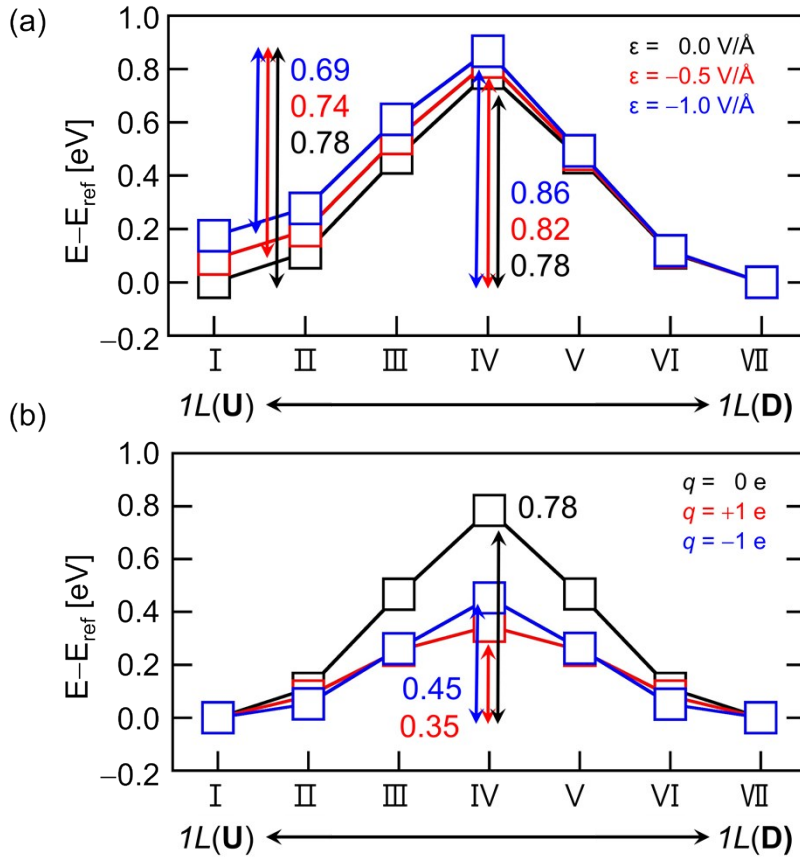 (a)
E−E_ref [eV]
1.0
0.8
0.6
0.4
0.2
0.0
−0.2
0.69
0.74
0.78
ε = 0.0 V/Å
ε = −0.5 V/Å
ε = −1.0 V/Å
0.86
0.82
0.78
I II III IV V VI VII
1L(U) 1L(D)
(b)
E−E_ref [eV]
1.0
0.8
0.6
0.4
0.2
0.0
−0.2
q = 0 e
q = +1 e
q = −1 e
0.78
0.45
0.35
I II III IV V VI VII
1L(U) 1L(D)